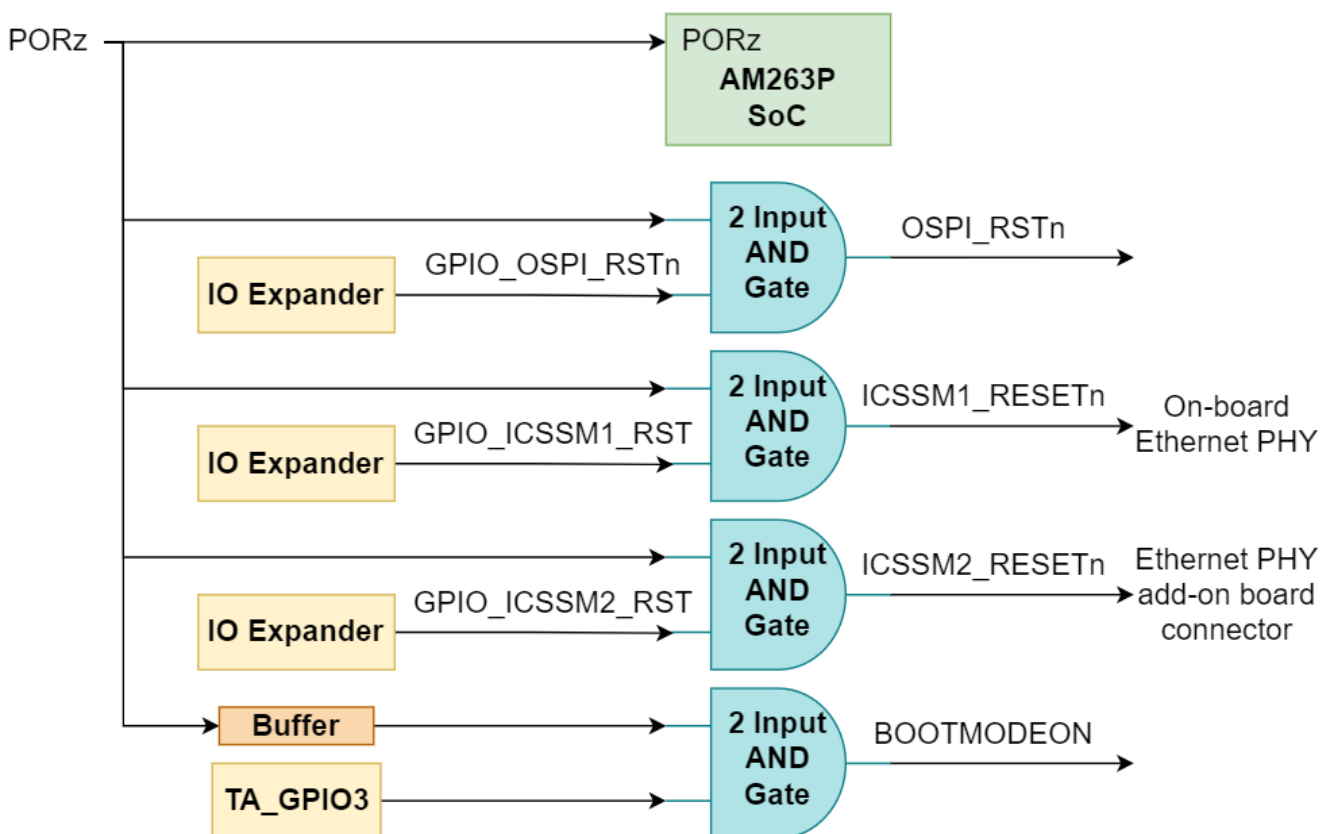 PORz
PORz
AM263P
SoC
2 Input
AND
Gate
OSPI_RSTn
GPIO_OSPI_RSTn
IO Expander
2 Input
AND
Gate
ICSSM1_RESETn
On-board
Ethernet PHY
GPIO_ICSSM1_RST
IO Expander
2 Input
AND
Gate
ICSSM2_RESETn
Ethernet PHY
add-on board
connector
GPIO_ICSSM2_RST
IO Expander
Buffer
2 Input
AND
Gate
BOOTMODEON
TA_GPIO3